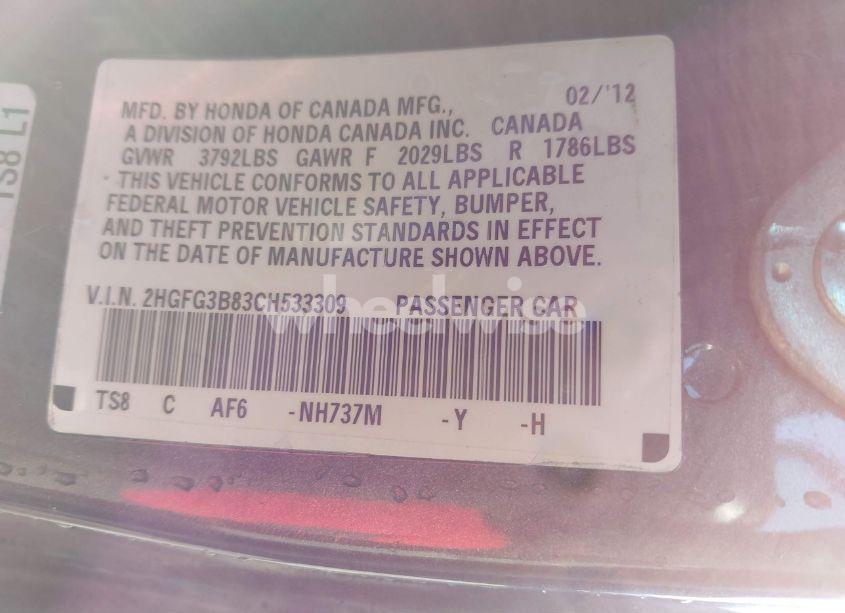 TS8 L1
02/'12
MFD. BY HONDA OF CANADA MFG.,
A DIVISION OF HONDA CANADA INC. CANADA
GVWR 3792LBS GAWR F 2029LBS R 1786LBS
THIS VEHICLE CONFORMS TO ALL APPLICABLE
FEDERAL MOTOR VEHICLE SAFETY, BUMPER,
AND THEFT PREVENTION STANDARDS IN EFFECT
ON THE DATE OF MANUFACTURE SHOWN ABOVE.
V.I.N. 2HGFG3B83CH533309 PASSENGER CAR
wheelwise
TS8 C AF6 -NH737M -Y -H